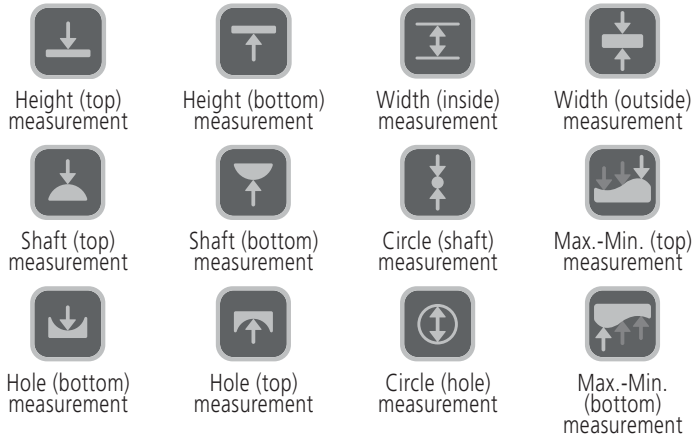 Height (top)
measurement
Height (bottom)
measurement
Width (inside)
measurement
Width (outside)
measurement
Shaft (top)
measurement
Shaft (bottom)
measurement
Circle (shaft)
measurement
Max.-Min. (top)
measurement
Hole (bottom)
measurement
Hole (top)
measurement
Circle (hole)
measurement
Max.-Min.
(bottom)
measurement